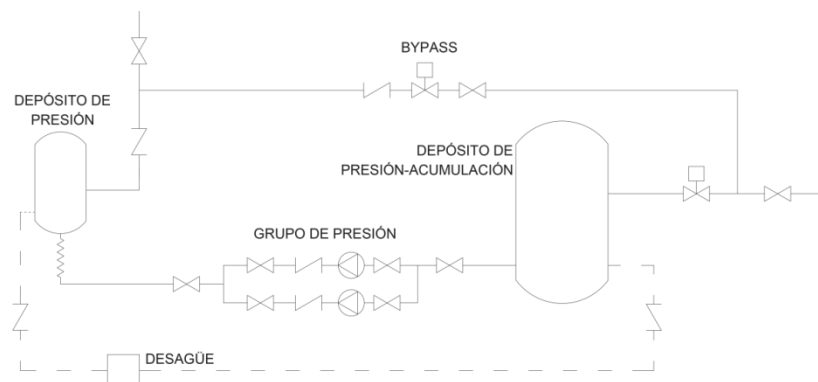 BYPASS
DEPÓSITO DE
PRESIÓN
DEPÓSITO DE
PRESIÓN-ACUMULACIÓN
GRUPO DE PRESIÓN
DESAGÜE